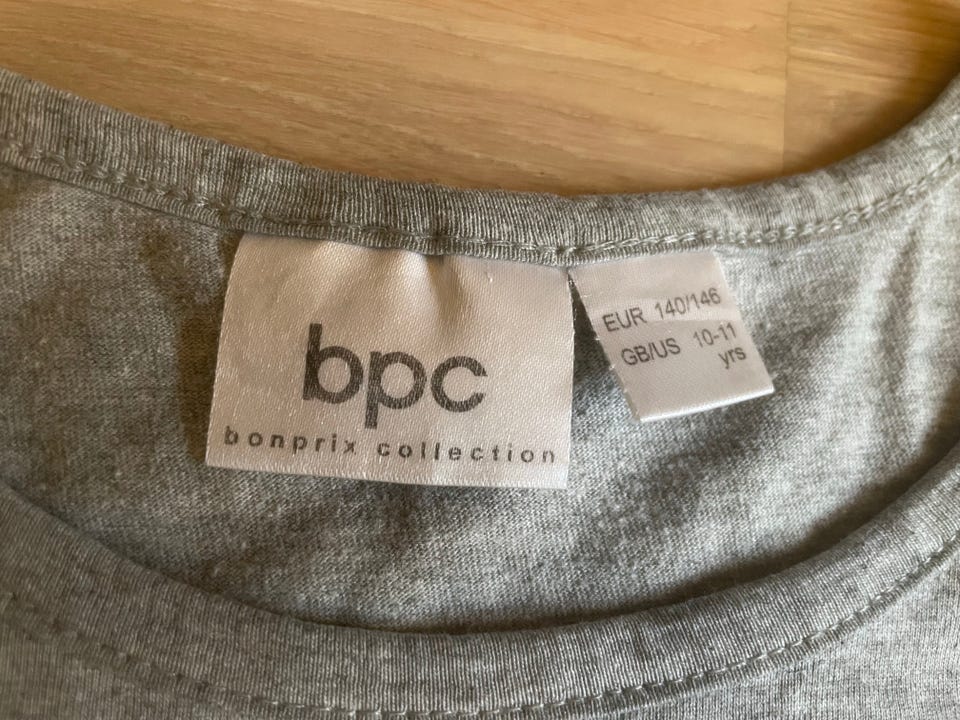 bpc
bonprix collection
EUR 140/146
GB/US 10-11
yrs